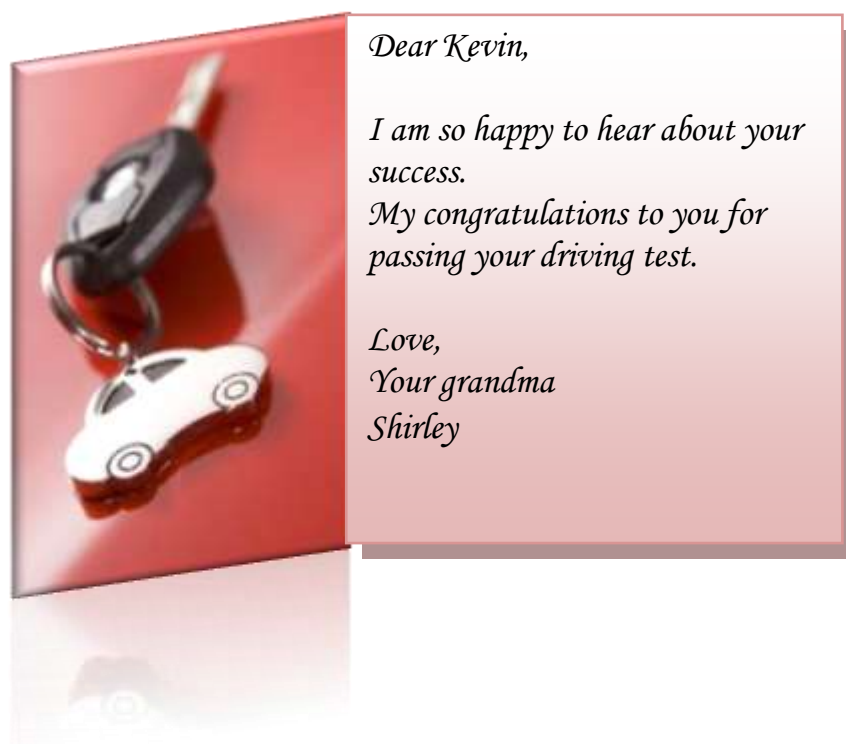 Dear Kevin,
I am so happy to hear about your
success.
My congratulations to you for
passing your driving test.
Love,
Your grandma
Shirley